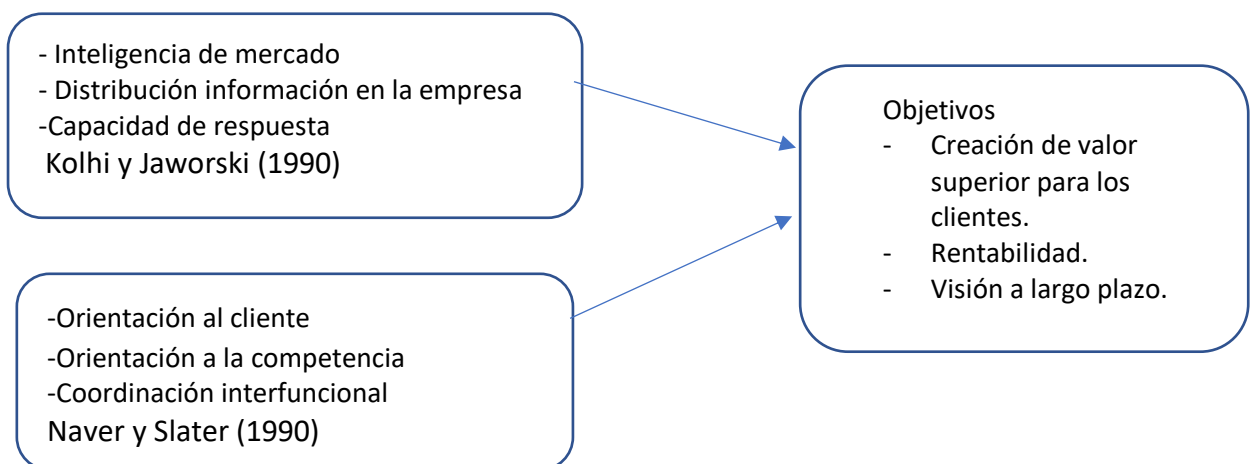 - Inteligencia de mercado
- Distribución información en la empresa
-Capacidad de respuesta
Kolhi y Jaworski (1990)
-Orientación al cliente
-Orientación a la competencia
-Coordinación interfuncional
Naver y Slater (1990)
Objetivos
- Creación de valor
superior para los
clientes.
- Rentabilidad.
- Visión a largo plazo.